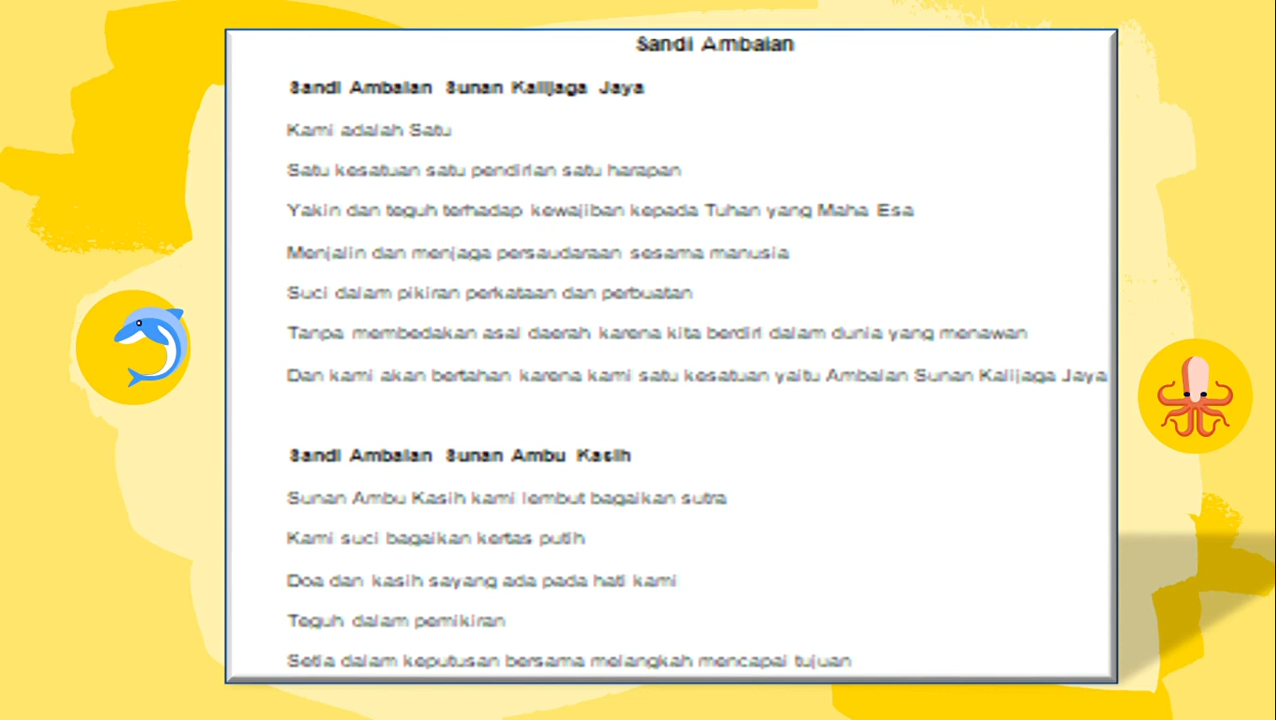 Sandi Ambalan
Sandi Ambalan Sunan Kalijaga Jaya
Kami adalah Satu
Satu kesatuan satu pendirian satu harapan
Yakin dan teguh terhadap kewajiban kepada Tuhan yang Maha Esa
Menjalin dan menjaga persaudaraan sesama manusia
Suci dalam pikiran perkataan dan perbuatan
Tanpa membedakan asal daerah karena kita berdiri dalam dunia yang menawan
Dan kami akan bertahan karena kami satu kesatuan yaitu Ambalan Sunan Kalijaga Jaya
Sandi Ambalan Sunan Ambu Kasih
Sunan Ambu Kasih kami lembut bagaikan sutra
Kami suci bagaikan kertas putih
Doa dan kasih sayang ada pada hati kami
Teguh dalam pemikiran
Setia dalam keputusan bersama melangkah mencapai tujuan